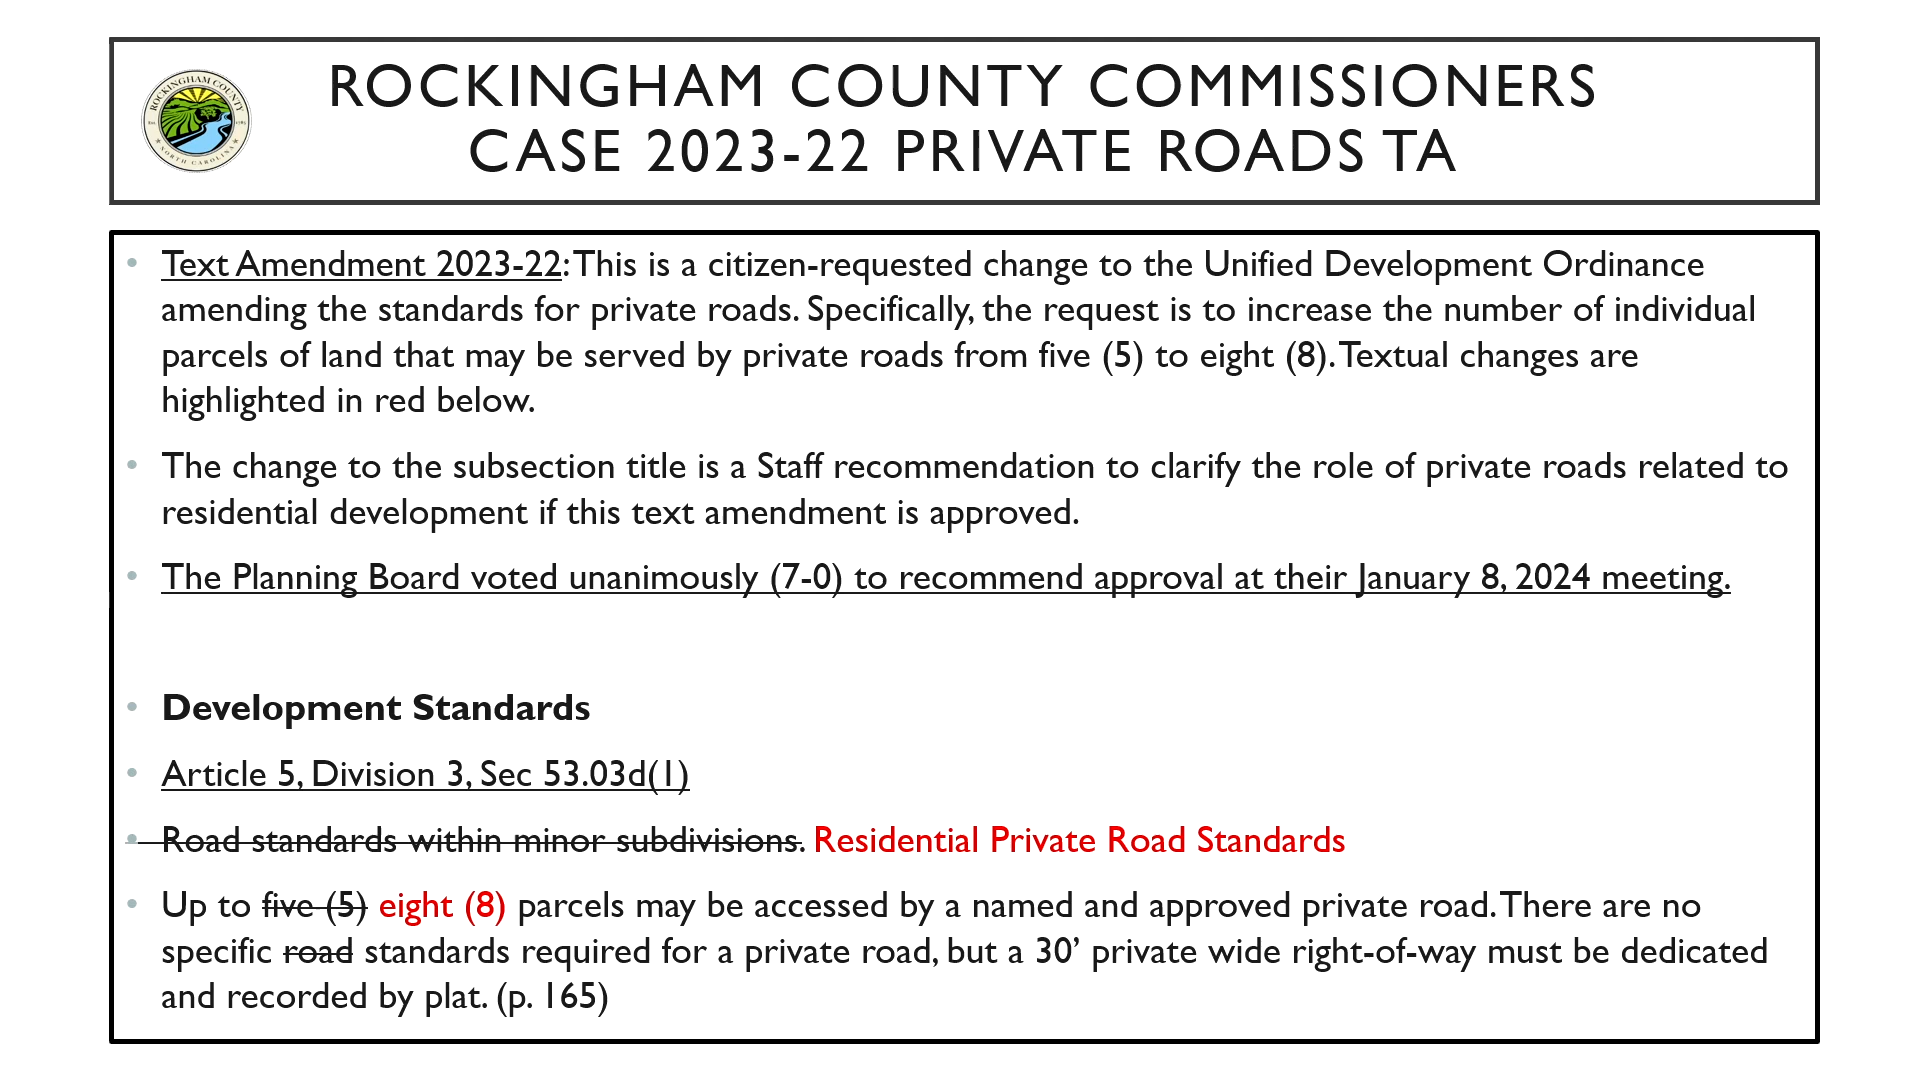 ROCKINGHAM COUNTY COMMISSIONERS
CASE 2023-22 PRIVATE ROADS TA
ROCKINGHAM COUNTY
EST. 1785
NORTH CAROLINA
• Text Amendment 2023-22: This is a citizen-requested change to the Unified Development Ordinance
amending the standards for private roads. Specifically, the request is to increase the number of individual
parcels of land that may be served by private roads from five (5) to eight (8). Textual changes are
highlighted in red below.
• The change to the subsection title is a Staff recommendation to clarify the role of private roads related to
residential development if this text amendment is approved.
• The Planning Board voted unanimously (7-0) to recommend approval at their January 8, 2024 meeting.
• Development Standards
• Article 5, Division 3, Sec 53.03d(1)
• Road standards within minor subdivisions. Residential Private Road Standards
• Up to five (5) eight (8) parcels may be accessed by a named and approved private road. There are no
specific road standards required for a private road, but a 30’ private wide right-of-way must be dedicated
and recorded by plat. (p. 165)